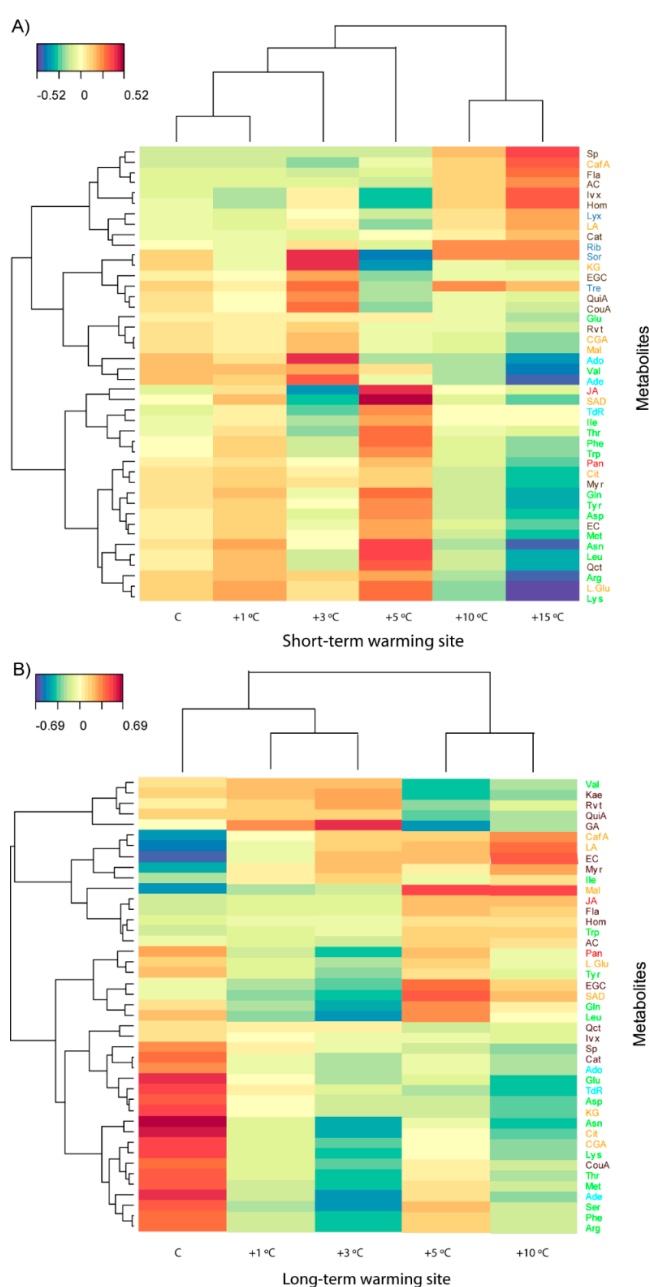 A)
-0.52 0 0.52
Sp
CafA
Fla
AC
Ivx
Hom
Lyx
LA
Cat
Rib
Sor
KG
EGC
Tre
QuiA
CouA
Glu
Rvt
CGA
Mal
Ado
Val
Ade
JA
SAD
TdR
Ile
Thr
Phe
Trp
Pan
Cit
Myr
Gln
Tyr
Asp
EC
Met
Asn
Leu
Qct
Arg
L.Glu
Lys
Metabolites
C +1 ºC +3 ºC +5 ºC +10 ºC +15 ºC
Short-term warming site
B)
-0.69 0 0.69
Val
Kae
Rvt
QuiA
GA
CafA
LA
EC
Myr
Ile
Mal
JA
Fla
Hom
Trp
AC
Pan
L.Glu
Tyr
EGC
SAD
Gln
Leu
Qct
Ivx
Sp
Cat
Ado
Glu
TdR
Asp
KG
Asn
Cit
CGA
Lys
CouA
Thr
Met
Ade
Ser
Phe
Arg
Metabolites
C +1 ºC +3 ºC +5 ºC +10 ºC
Long-term warming site